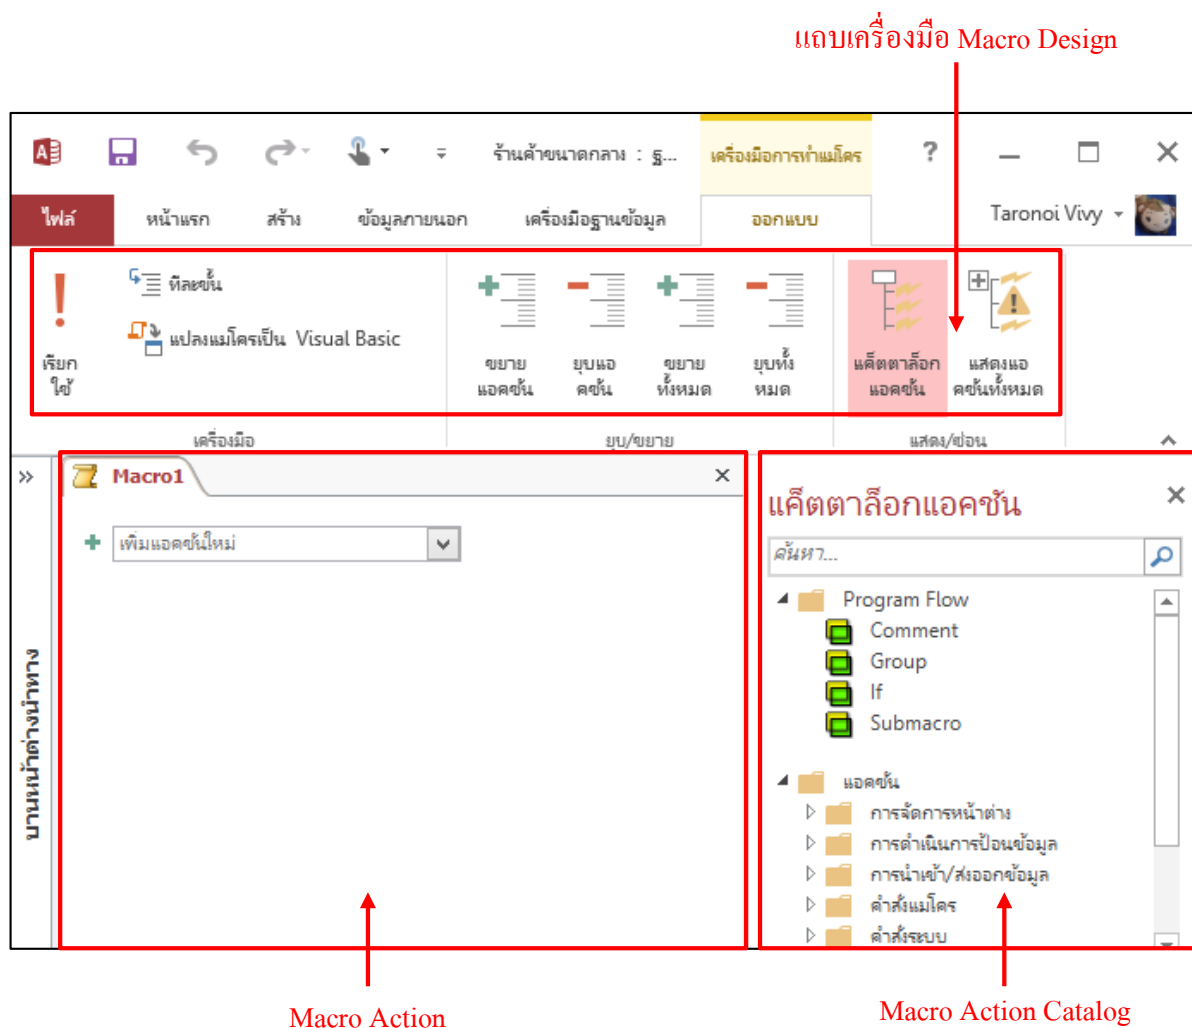 แถบเครื่องมือ Macro Design
ร้านค้าขนาดกลาง : ฐ...
เครื่องมือการทำแมโคร
?
ไฟล์
หน้าแรก
สร้าง
ข้อมูลภายนอก
เครื่องมือฐานข้อมูล
ออกแบบ
Taronoi Vivy
เรียก
ใช้
ทีละขั้น
แปลงแมโครเป็น Visual Basic
ขยาย
แอคชัน
ยุบแอ
คชัน
ขยาย
ทั้งหมด
ยุบทั้ง
หมด
แค็ตตาล็อก
แอคชัน
แสดงแอ
คชันทั้งหมด
เครื่องมือ
ยุบ/ขยาย
แสดง/ซ่อน
บานหน้าต่างนำทาง
Macro1
เพิ่มแอคชันใหม่
แค็ตตาล็อกแอคชัน
ค้นหา...
Program Flow
Comment
Group
If
Submacro
แอคชัน
การจัดการหน้าต่าง
การดำเนินการป้อนข้อมูล
การนำเข้า/ส่งออกข้อมูล
คำสั่งแมโคร
คำสั่งระบบ
Macro Action
Macro Action Catalog